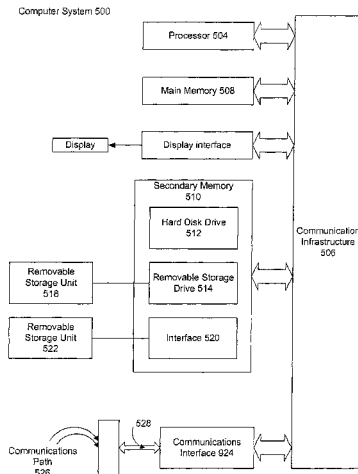 Computer System 500
Processor 504
Main Memory 508
Display
Display interface
Secondary Memory
510
Hard Disk Drive
512
Communication
Infrastructure
506
Removable
Storage Unit
518
Removable Storage
Drive 514
Removable
Storage Unit
522
Interface 520
528
Communications
Path
526
Communications
Interface 924